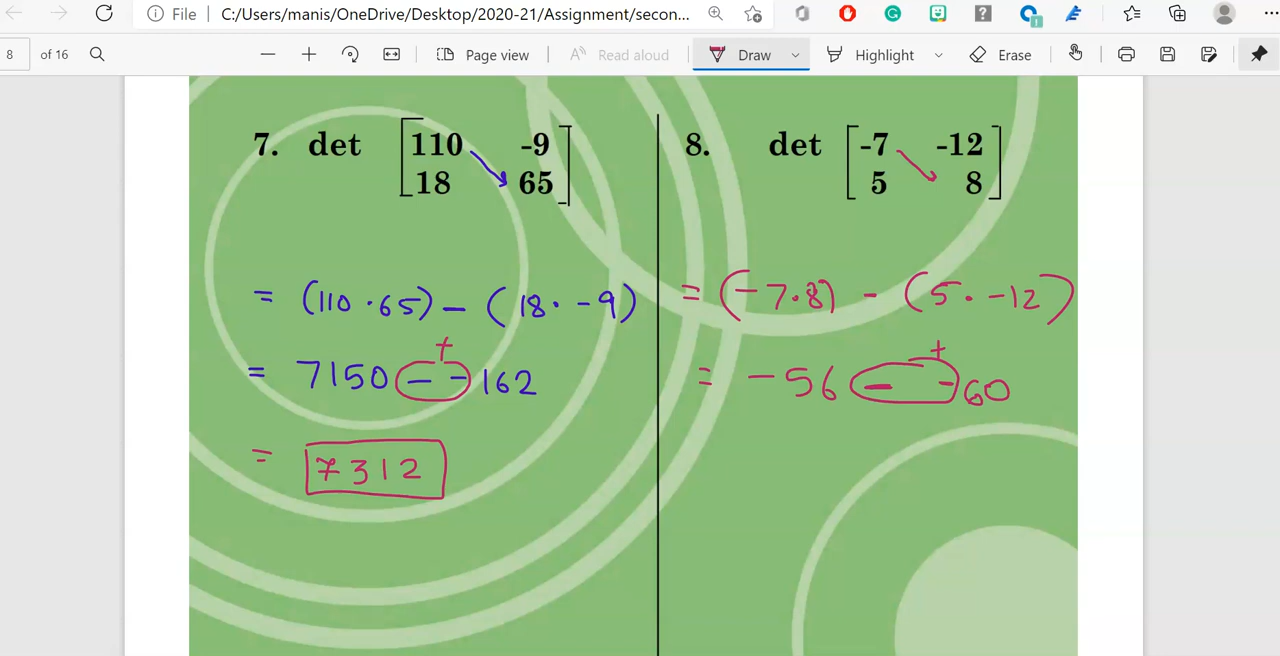 File C:/Users/manis/OneDrive/Desktop/2020-21/Assignment/secon...
8 of 16 Page view Read aloud Draw Highlight Erase
7. det [110 -9
18 65]
= (110 · 65) - (18 · -9)
= 7150 - - 162
+
= 7312
8. det [-7 -12
5 8]
= (-7 · 8) - (5 · -12)
= -56 - - 60
+